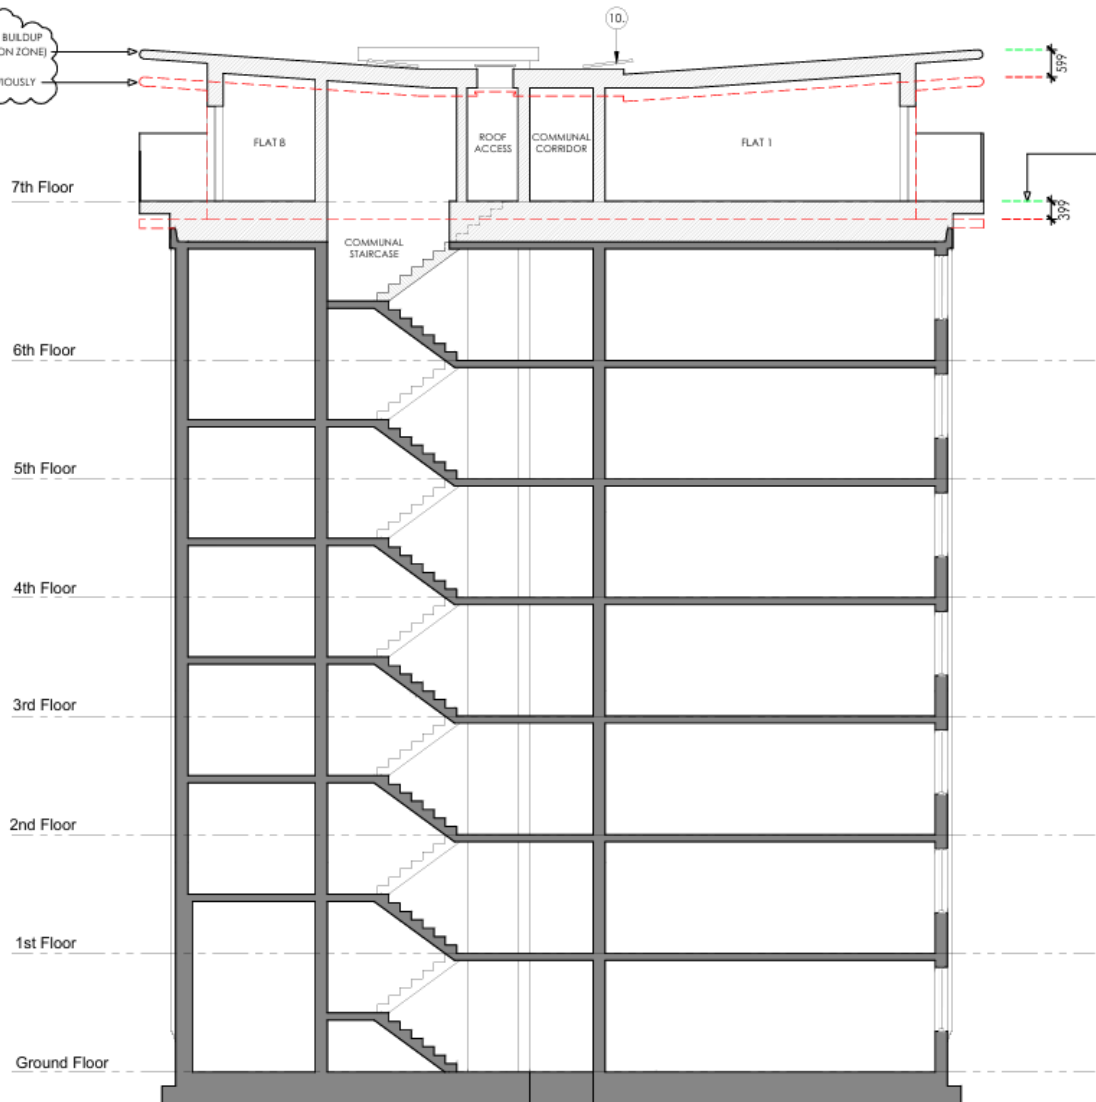 BUILDUP
ON ZONE)
VIOUSLY
10.
599
FLAT 8
ROOF
ACCESS
COMMUNAL
CORRIDOR
FLAT 1
7th Floor
399
COMMUNAL
STAIRCASE
6th Floor
5th Floor
4th Floor
3rd Floor
2nd Floor
1st Floor
Ground Floor